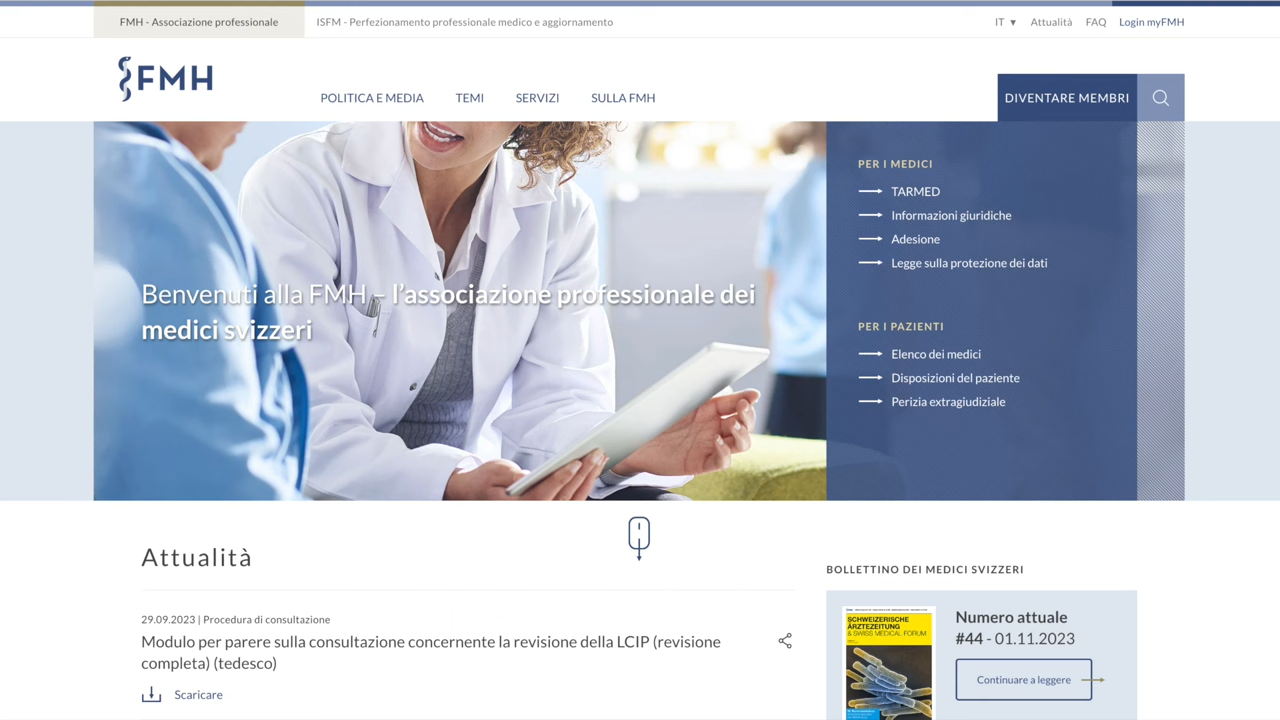 FMH - Associazione professionale
ISFM - Perfezionamento professionale medico e aggiornamento
IT ▼
Attualità
FAQ
Login myFMH
FMH
POLITICA E MEDIA
TEMI
SERVIZI
SULLA FMH
DIVENTARE MEMBRI
Benvenuti alla FMH – l’associazione professionale dei
medici svizzeri
PER I MEDICI
TARMED
Informazioni giuridiche
Adesione
Legge sulla protezione dei dati
PER I PAZIENTI
Elenco dei medici
Disposizioni del paziente
Perizia extragiudiziale
Attualità
29.09.2023 | Procedura di consultazione
Modulo per parere sulla consultazione concernente la revisione della LCIP (revisione
completa) (tedesco)
Scaricare
BOLLETTINO DEI MEDICI SVIZZERI
SCHWEIZERISCHE
ÄRZTEZEITUNG
& SWISS MEDICAL FORUM
Numero attuale
#44 - 01.11.2023
Continuare a leggere